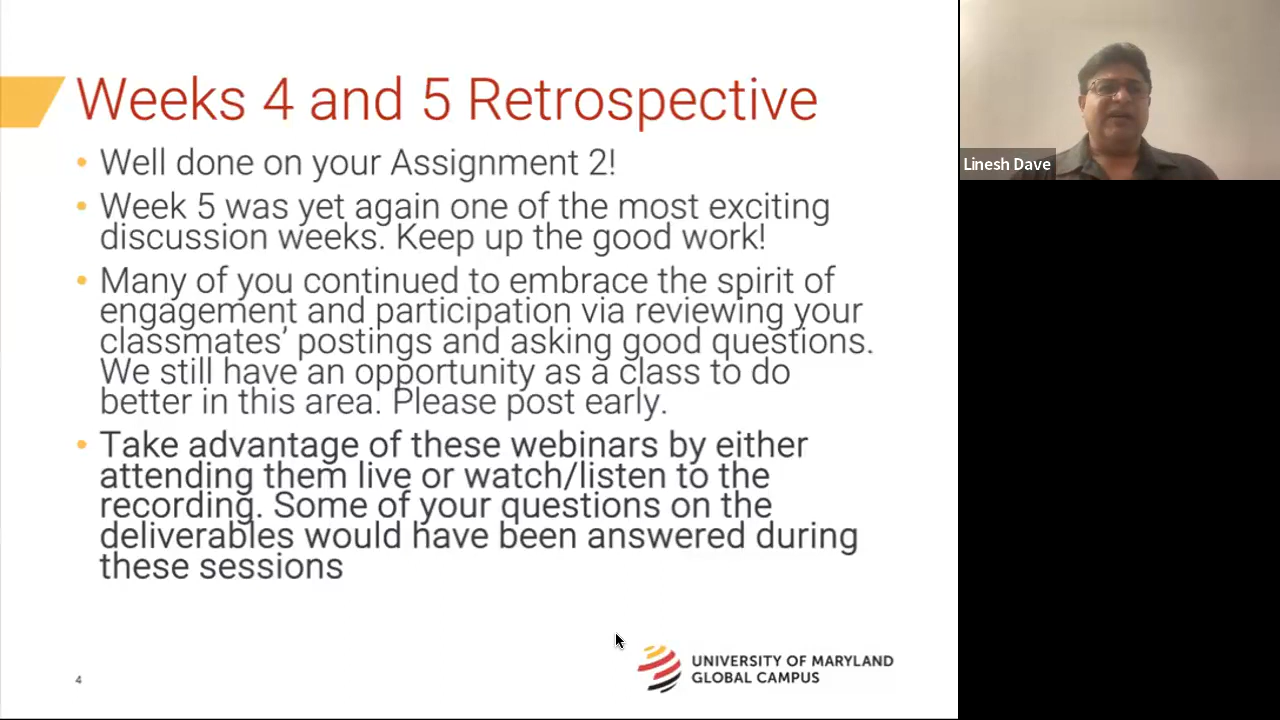 Weeks 4 and 5 Retrospective
• Well done on your Assignment 2!
• Week 5 was yet again one of the most exciting
discussion weeks. Keep up the good work!
• Many of you continued to embrace the spirit of
engagement and participation via reviewing your
classmates’ postings and asking good questions.
We still have an opportunity as a class to do
better in this area. Please post early.
• Take advantage of these webinars by either
attending them live or watch/listen to the
recording. Some of your questions on the
deliverables would have been answered during
these sessions
4
UNIVERSITY OF MARYLAND
GLOBAL CAMPUS
Linesh Dave